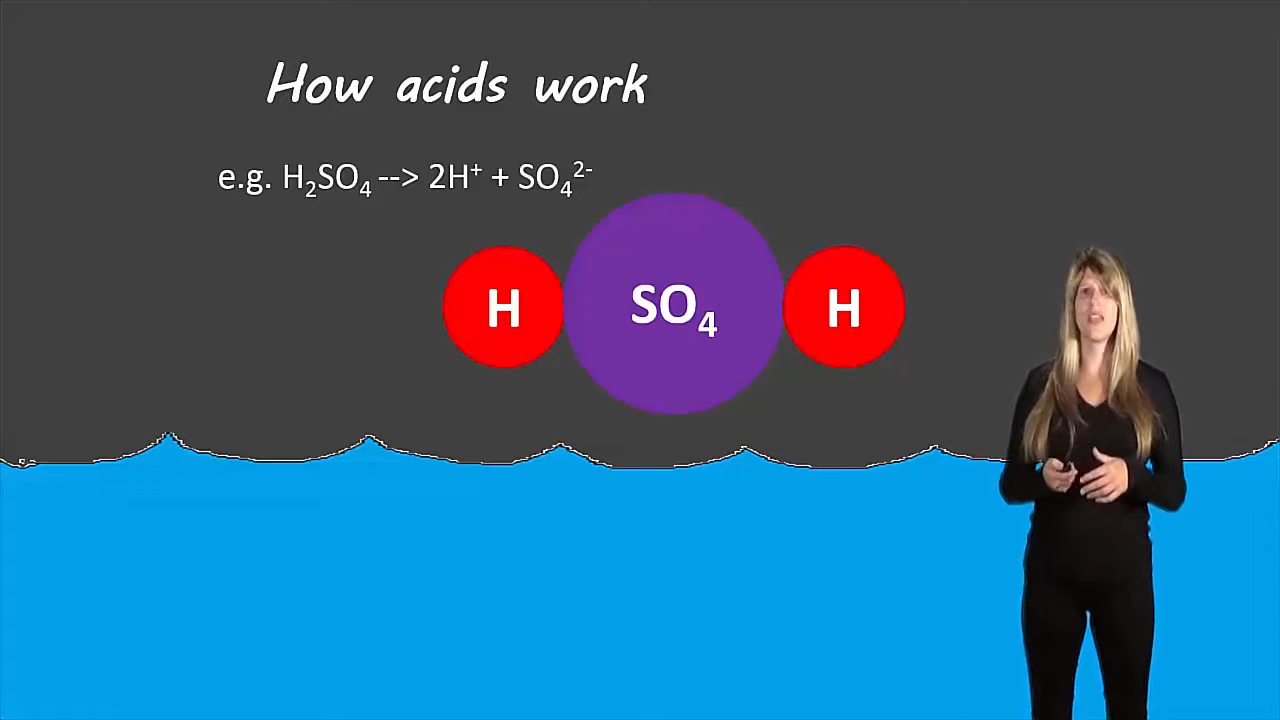 How acids work
e.g. H₂SO₄ --> 2H⁺ + SO₄²⁻
H SO₄ H